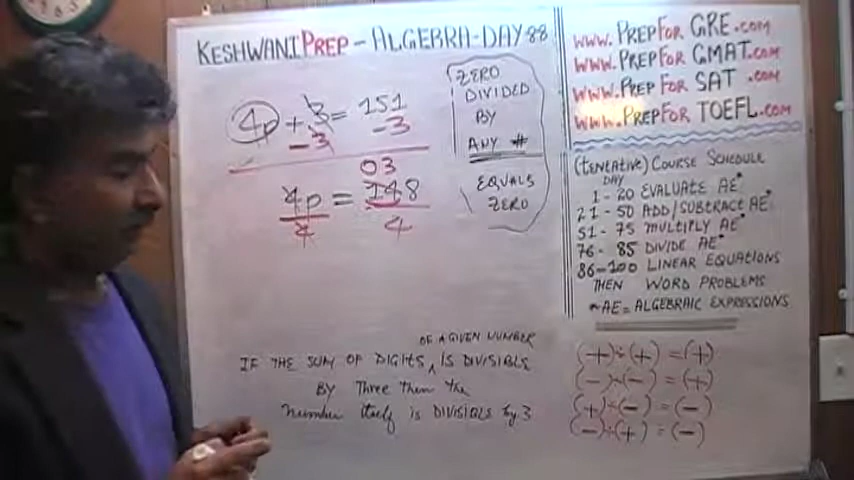 KESHWANI PREP - ALGEBRA - DAY 88
4p + 3 = 151
- 3 - 3
03
4p = 148
4 4
ZERO
DIVIDED
BY
ANY #
EQUALS
ZERO
OF A GIVEN NUMBER
IF THE SUM OF DIGITS ^ IS DIVISIBLE
BY Three then the
number itself is DIVISIBLE by 3
www.PREPFOR GRE.com
www.PREPFOR GMAT.com
www.PREPFOR SAT.com
www.PREPFOR TOEFL.com
(TENTATIVE) COURSE SCHEDULE
DAY
1 - 20 EVALUATE AE*
21 - 50 ADD/SUBTRACT AE*
51 - 75 MULTIPLY AE*
76 - 85 DIVIDE AE*
86-100 LINEAR EQUATIONS
THEN WORD PROBLEMS
*AE = ALGEBRAIC EXPRESSIONS
(+)÷(+) = (+)
(-)÷(-) = (+)
(+)÷(-) = (-)
(-)÷(+) = (-)